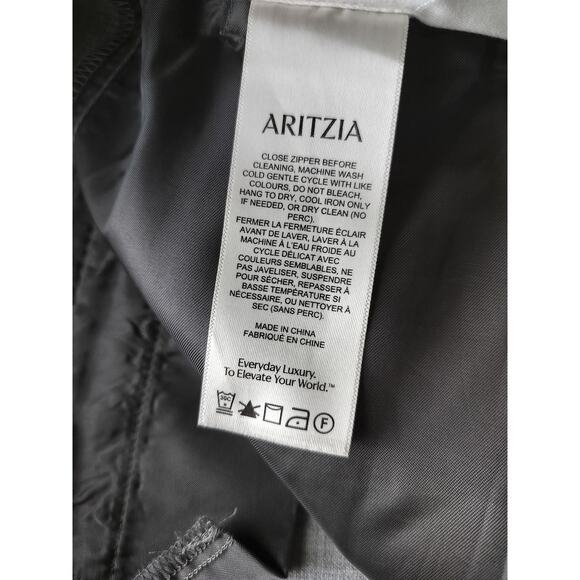 ARITZIA
CLOSE ZIPPER BEFORE
CLEANING, MACHINE WASH
COLD GENTLE CYCLE WITH LIKE
COLOURS, DO NOT BLEACH,
HANG TO DRY, COOL IRON ONLY
IF NEEDED, OR DRY CLEAN (NO
PERC).
FERMER LA FERMETURE ÉCLAIR
AVANT DE LAVER, LAVER À LA
MACHINE À L'EAU FROIDE AU
CYCLE DÉLICAT AVEC
COULEURS SEMBLABLES, NE
PAS JAVELISER, SUSPENDRE
POUR SÉCHER, REPASSER À
BASSE TEMPÉRATURE SI
NÉCESSAIRE, OU NETTOYER À
SEC (SANS PERC).
MADE IN CHINA
FABRIQUÉ EN CHINE
Everyday Luxury.
To Elevate Your World.™
30C F